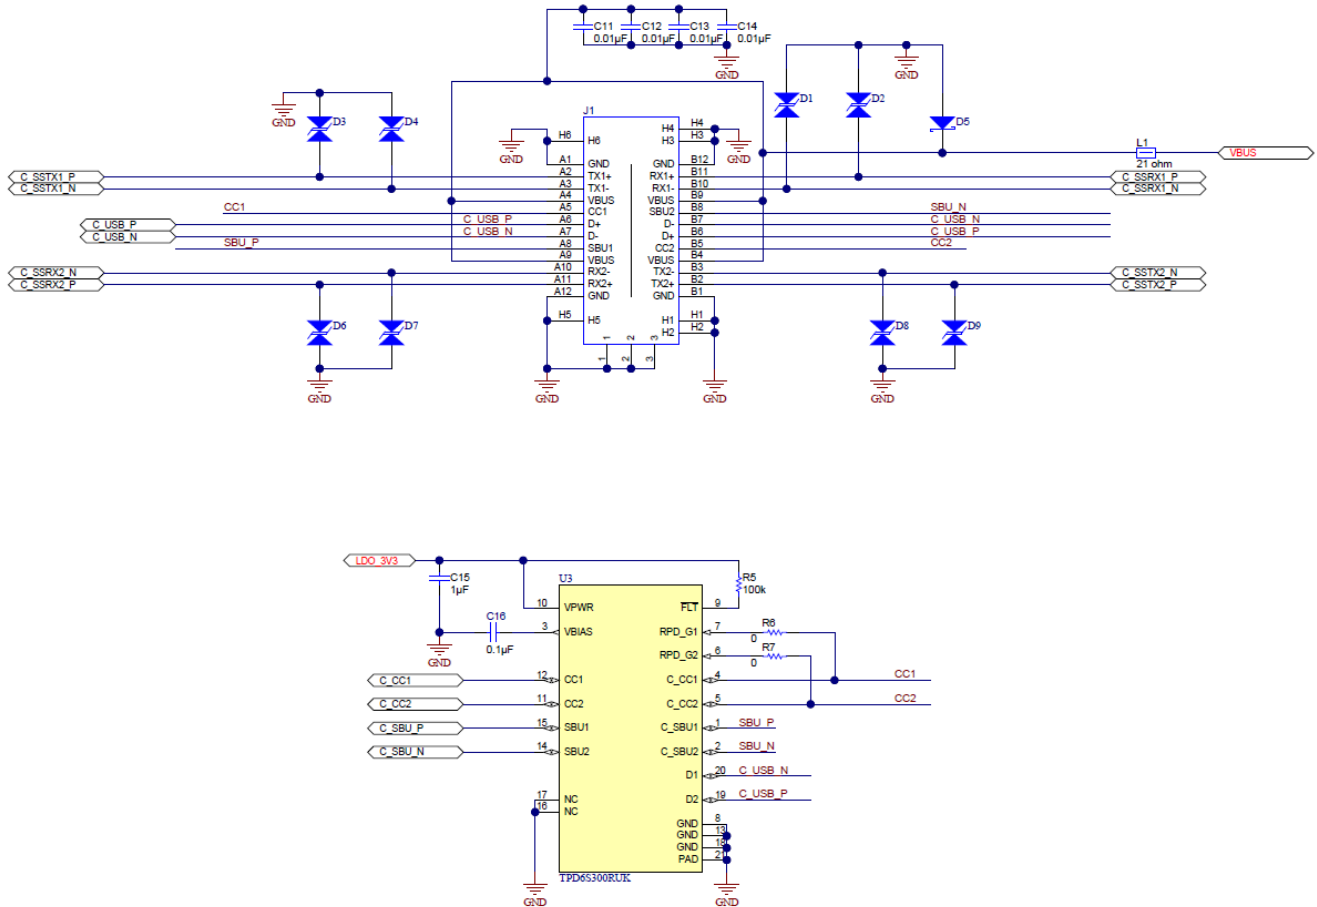 C11 C12 C13 C14
0.01µF 0.01µF 0.01µF 0.01µF
GND
GND
D1 D2
D3 D4
GND
D5
J1
H6 H6
GND
H4 H4
H3 H3
GND
L1
21 ohm
VBUS
A1 GND
GND B12
C_SSTX1_P
A2 TX1+
RX1+ B11
C_SSRX1_P
C_SSTX1_N
A3 TX1-
RX1- B10
C_SSRX1_N
A4 VBUS
VBUS B9
CC1
A5 CC1
SBU2 B8
SBU_N
C_USB_P
C_USB_P
A6 D+
D- B7
C_USB_N
C_USB_N
C_USB_N
A7 D-
D+ B6
C_USB_P
SBU_P
A8 SBU1
CC2 B5
CC2
A9 VBUS
VBUS B4
C_SSRX2_N
A10 RX2-
TX2- B3
C_SSTX2_N
C_SSRX2_P
A11 RX2+
TX2+ B2
C_SSTX2_P
A12 GND
GND B1
H5 H5
H1 H1
H2 H2
D6 D7
D8 D9
1 2 3
1 2 3
GND
GND
GND
GND
LDO_3V3
C15
1µF
U3
R5
100k
10 VPWR
FLT 9
C16
0.1µF
3 VBIAS
RPD_G1 7
R6
0
GND
RPD_G2 6
R7
0
C_CC1
12 CC1
C_CC1 4
CC1
C_CC2
11 CC2
C_CC2 5
CC2
C_SBU_P
15 SBU1
C_SBU1 1
SBU_P
C_SBU_N
14 SBU2
C_SBU2 2
SBU_N
D1 20
C_USB_N
17 NC
16 NC
D2 19
C_USB_P
GND 8
GND 13
GND 18
PAD 21
TPD6S300RUK
GND
GND